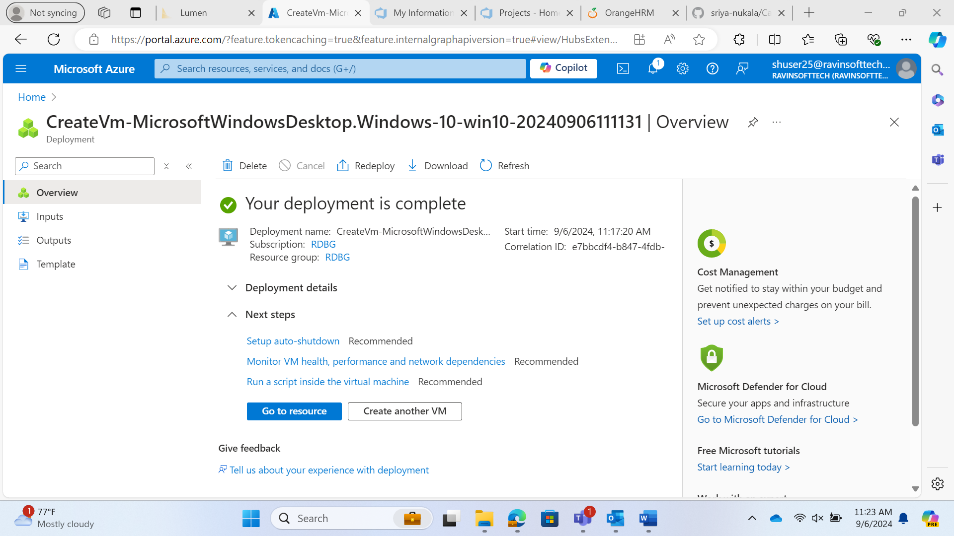 Not syncing
Lumen
CreateVm-Micr
My Information
Projects - Home
OrangeHRM
sriya-nukala/Ca
https://portal.azure.com/?feature.tokencaching=true&feature.internalgraphapiversion=true#view/HubsExten...
Microsoft Azure
Search resources, services, and docs (G+/)
Copilot
1
shuser25@ravinsofttech...
RAVINSOFTTECH (RAVINSOFTTE...
Home
CreateVm-MicrosoftWindowsDesktop.Windows-10-win10-20240906111131 | Overview
Deployment
Search
Delete
Cancel
Redeploy
Download
Refresh
Overview
Inputs
Outputs
Template
Your deployment is complete
Deployment name: CreateVm-MicrosoftWindowsDesk...
Subscription: RDBG
Resource group: RDBG
Start time: 9/6/2024, 11:17:20 AM
Correlation ID: e7bbcdf4-b847-4fdb-
Deployment details
Next steps
Setup auto-shutdown Recommended
Monitor VM health, performance and network dependencies Recommended
Run a script inside the virtual machine Recommended
Go to resource
Create another VM
Give feedback
Tell us about your experience with deployment
Cost Management
Get notified to stay within your budget and
prevent unexpected charges on your bill.
Set up cost alerts >
Microsoft Defender for Cloud
Secure your apps and infrastructure
Go to Microsoft Defender for Cloud >
Free Microsoft tutorials
Start learning today >
1
77°F
Mostly cloudy
Search
1
11:23 AM
9/6/2024
PRE